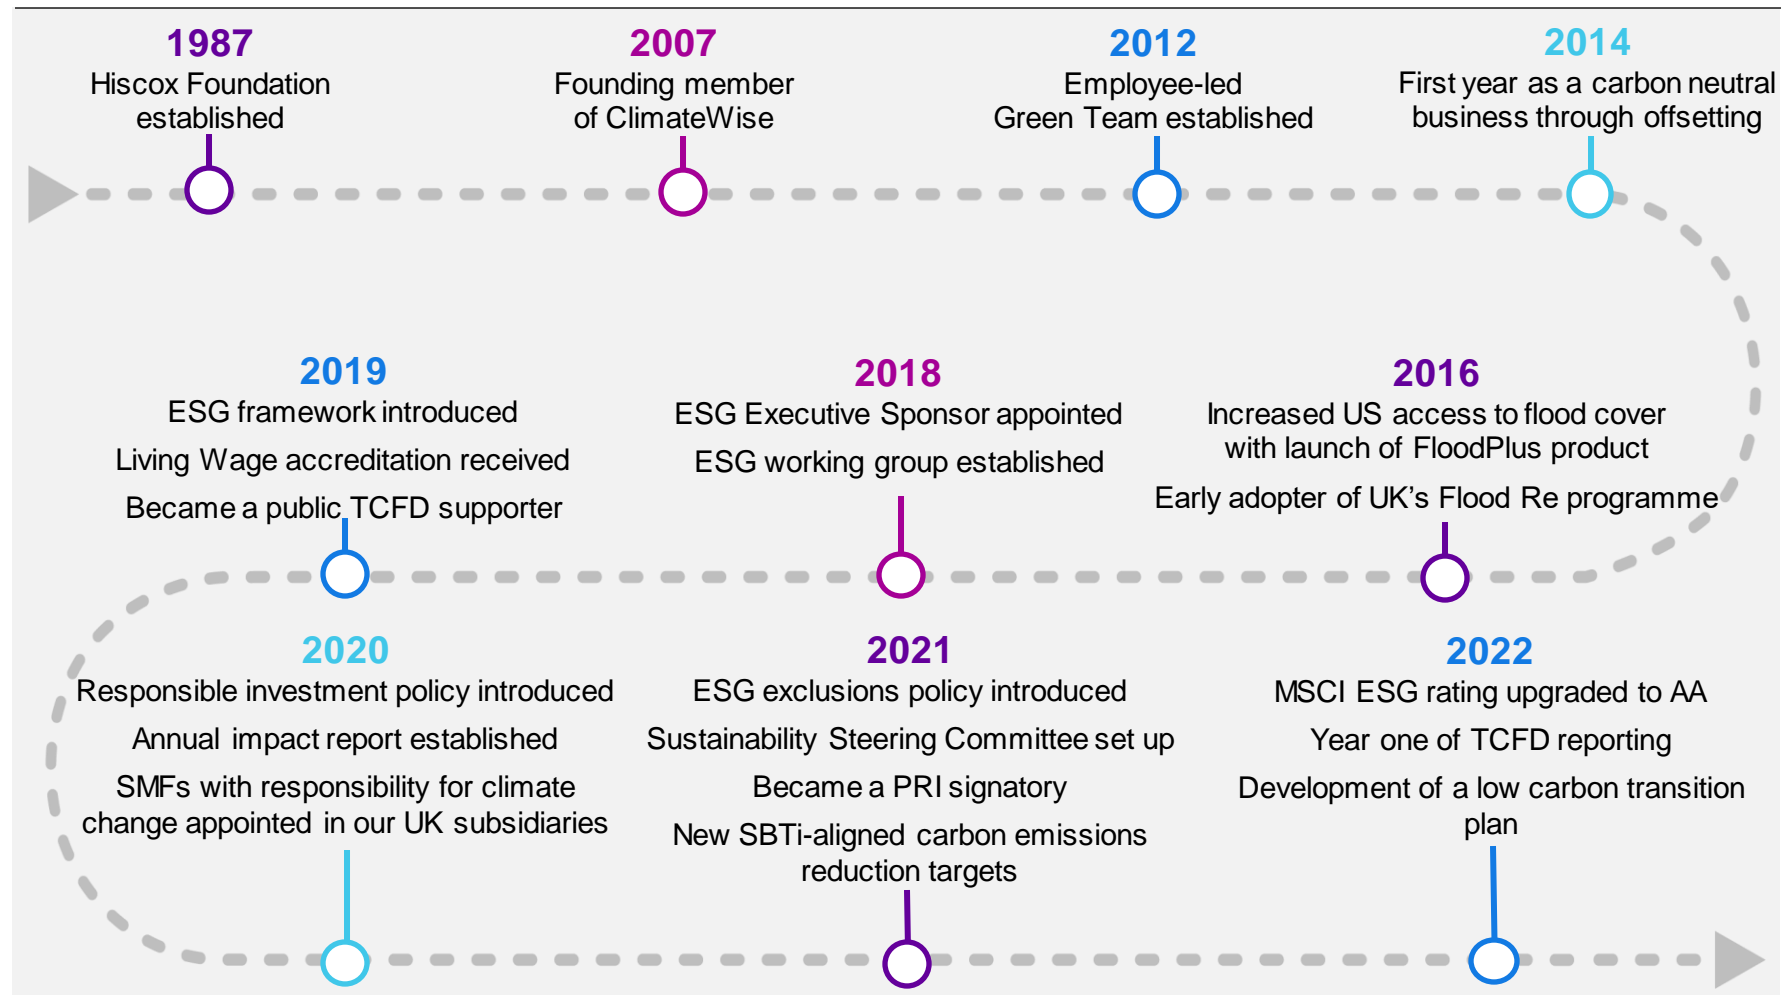 1987
Hiscox Foundation
established
2007
Founding member
of ClimateWise
2012
Employee-led
Green Team established
2014
First year as a carbon neutral
business through offsetting
2016
Increased US access to flood cover
with launch of FloodPlus product
Early adopter of UK's Flood Re programme
2018
ESG Executive Sponsor appointed
ESG working group established
2019
ESG framework introduced
Living Wage accreditation received
Became a public TCFD supporter
2020
Responsible investment policy introduced
Annual impact report established
SMFs with responsibility for climate
change appointed in our UK subsidiaries
2021
ESG exclusions policy introduced
Sustainability Steering Committee set up
Became a PRI signatory
New SBTi-aligned carbon emissions
reduction targets
2022
MSCI ESG rating upgraded to AA
Year one of TCFD reporting
Development of a low carbon transition
plan